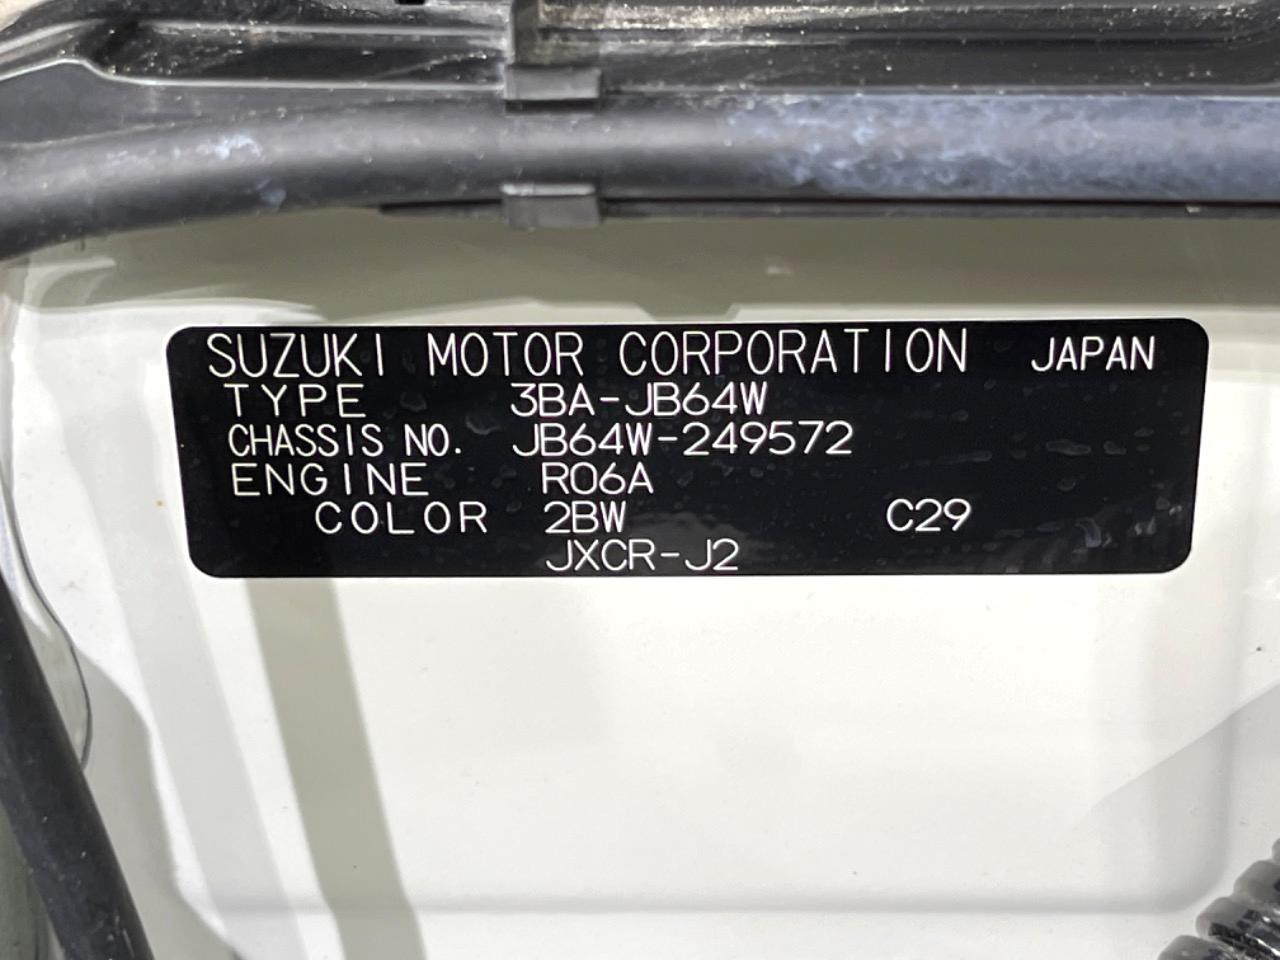 SUZUKI MOTOR CORPORATION JAPAN
TYPE 3BA-JB64W
CHASSIS NO. JB64W-249572
ENGINE R06A
COLOR 2BW C29
JXCR-J2